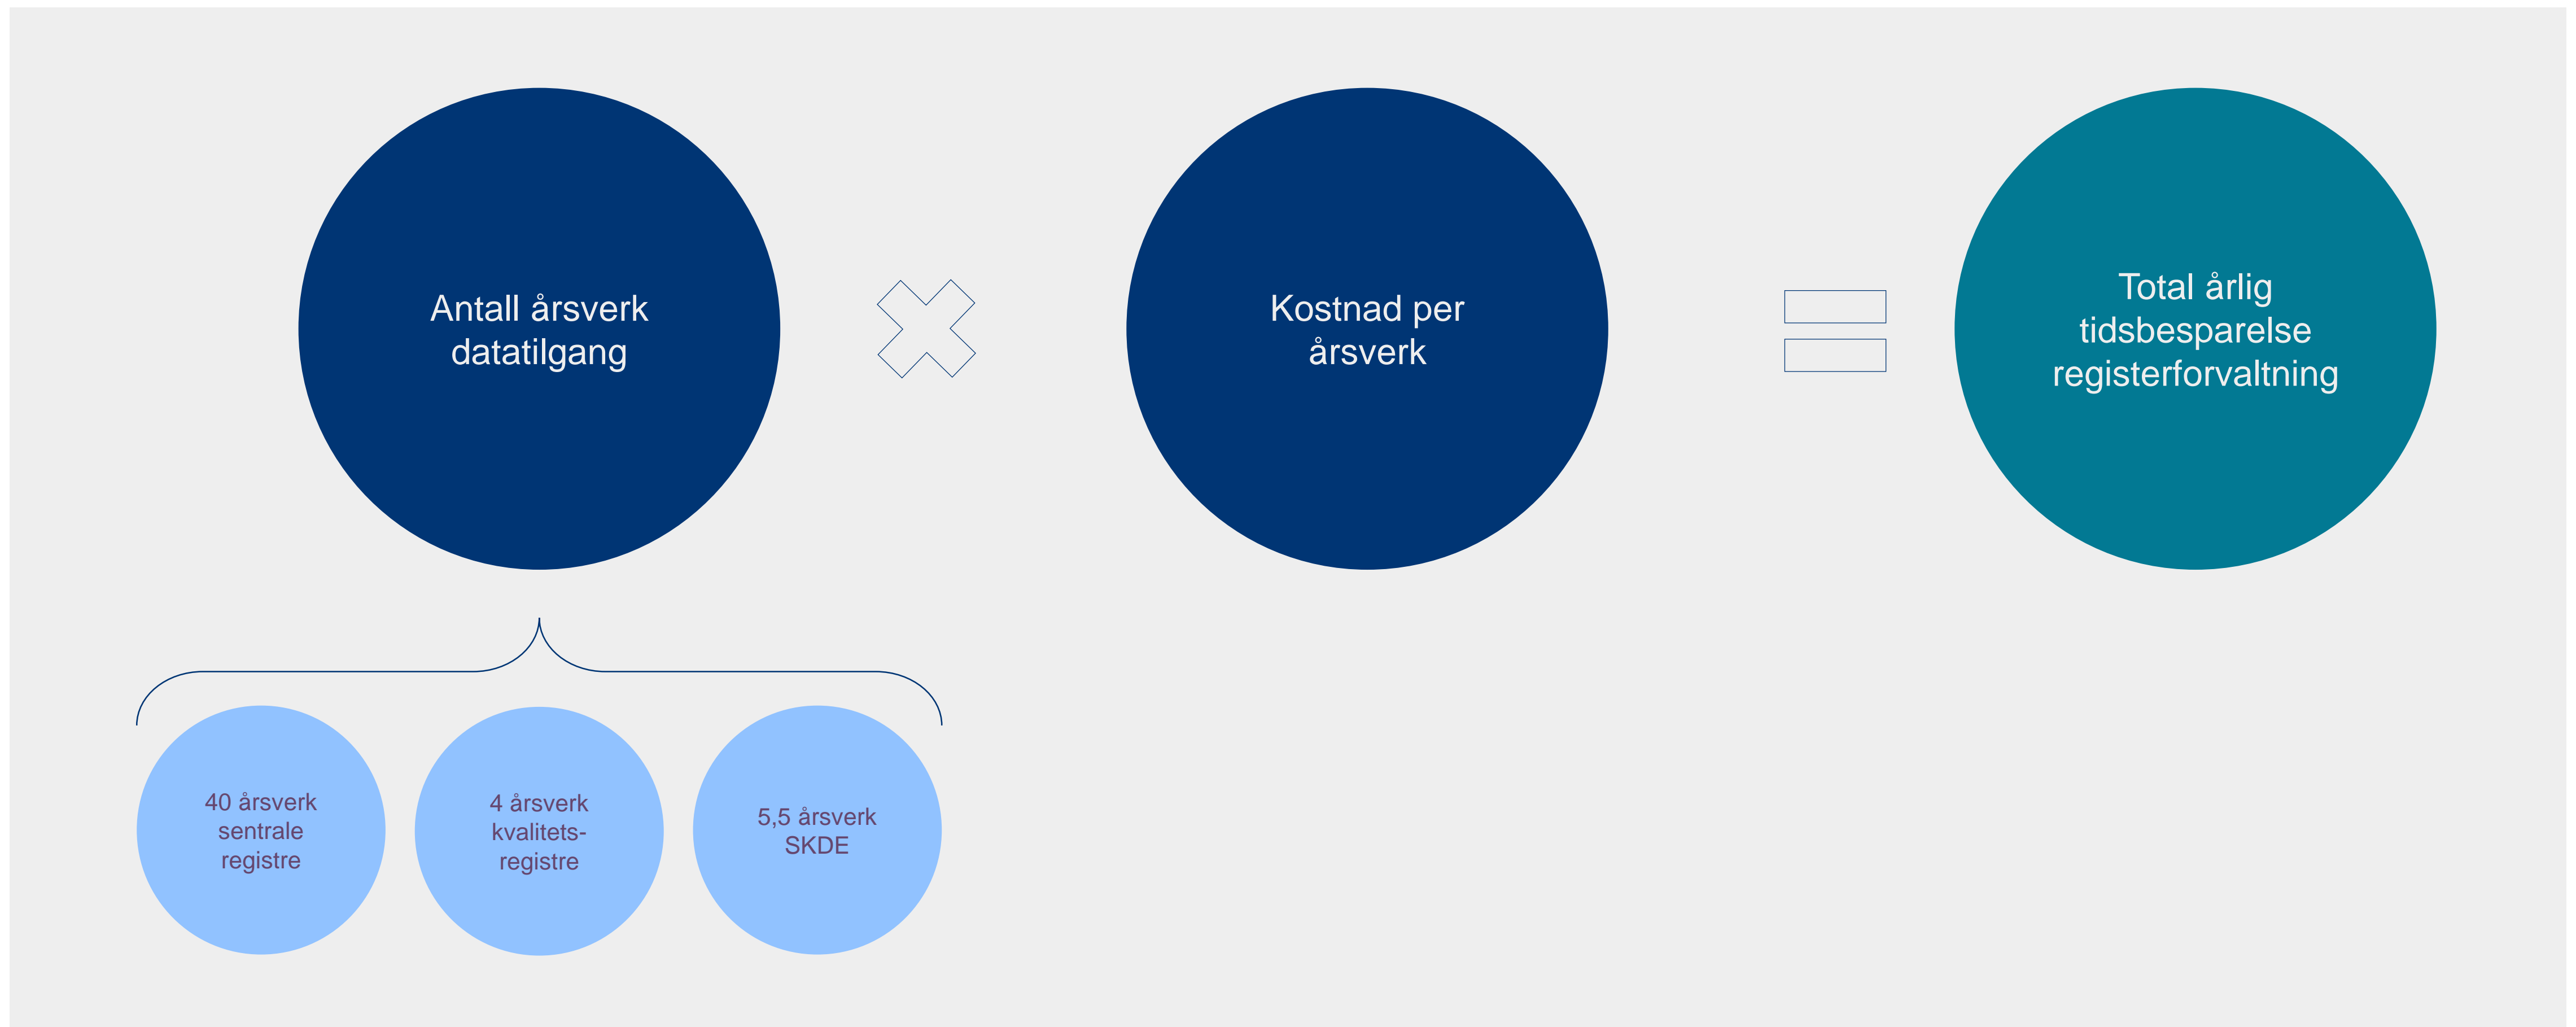 Antall årsverk
datatilgang
Kostnad per
årsverk
Total årlig
tidsbesparelse
registerforvaltning
40 årsverk
sentrale
registre
4 årsverk
kvalitets-
registre
5,5 årsverk
SKDE